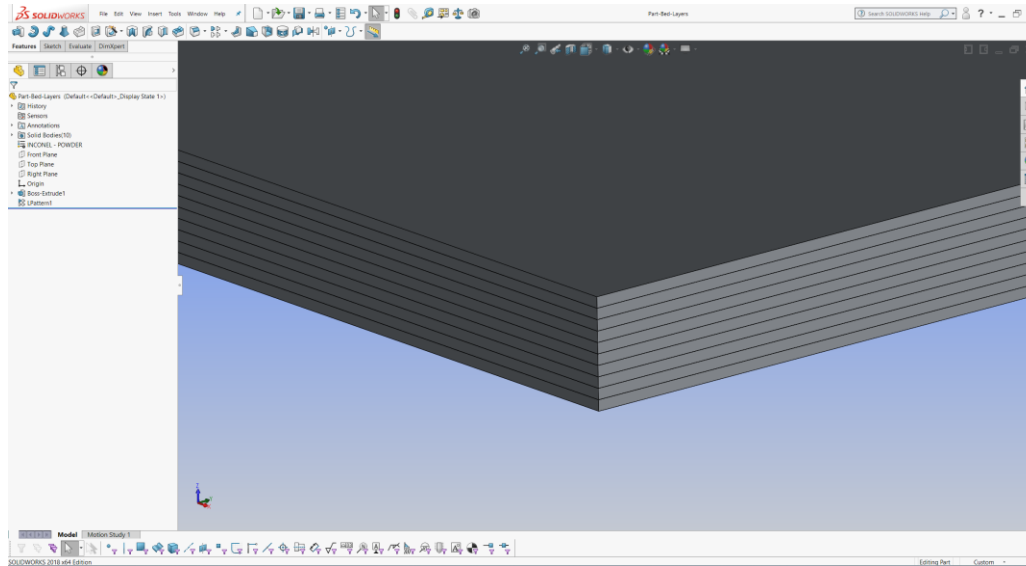 SOLIDWORKS File Edit View Insert Tools Window Help Part-Bed-Layers Search SOLIDWORKS Help
Features Sketch Evaluate DimXpert
Part-Bed-Layers (Default<<Default>_Display State 1>)
History
Sensors
Annotations
Solid Bodies(10)
INCONEL - POWDER
Front Plane
Top Plane
Right Plane
Origin
Boss-Extrude1
LPattern1
Model Motion Study 1
SOLIDWORKS 2018 x64 Edition Editing Part Custom